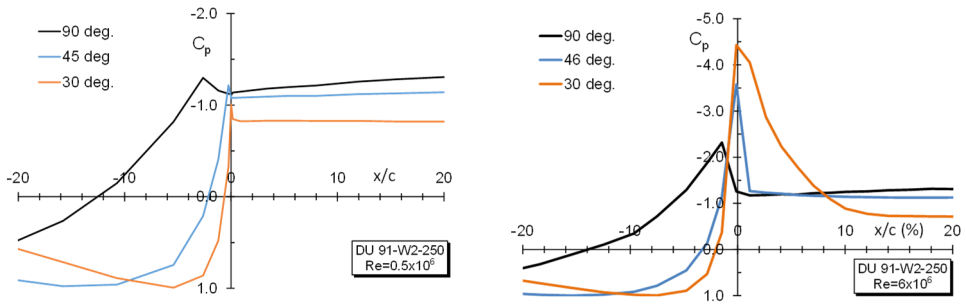 -2.0
90 deg.
45 deg
30 deg.
Cp
-1.0
0.0
-20
-10
0
10
20
x/c
1.0
DU 91-W2-250
Re=0.5x10⁶
-5.0
90 deg.
46 deg.
30 deg.
Cp
-4.0
-3.0
-2.0
-1.0
0.0
-20
-10
0
10
20
x/c (%)
1.0
DU 91-W2-250
Re=6x10⁶